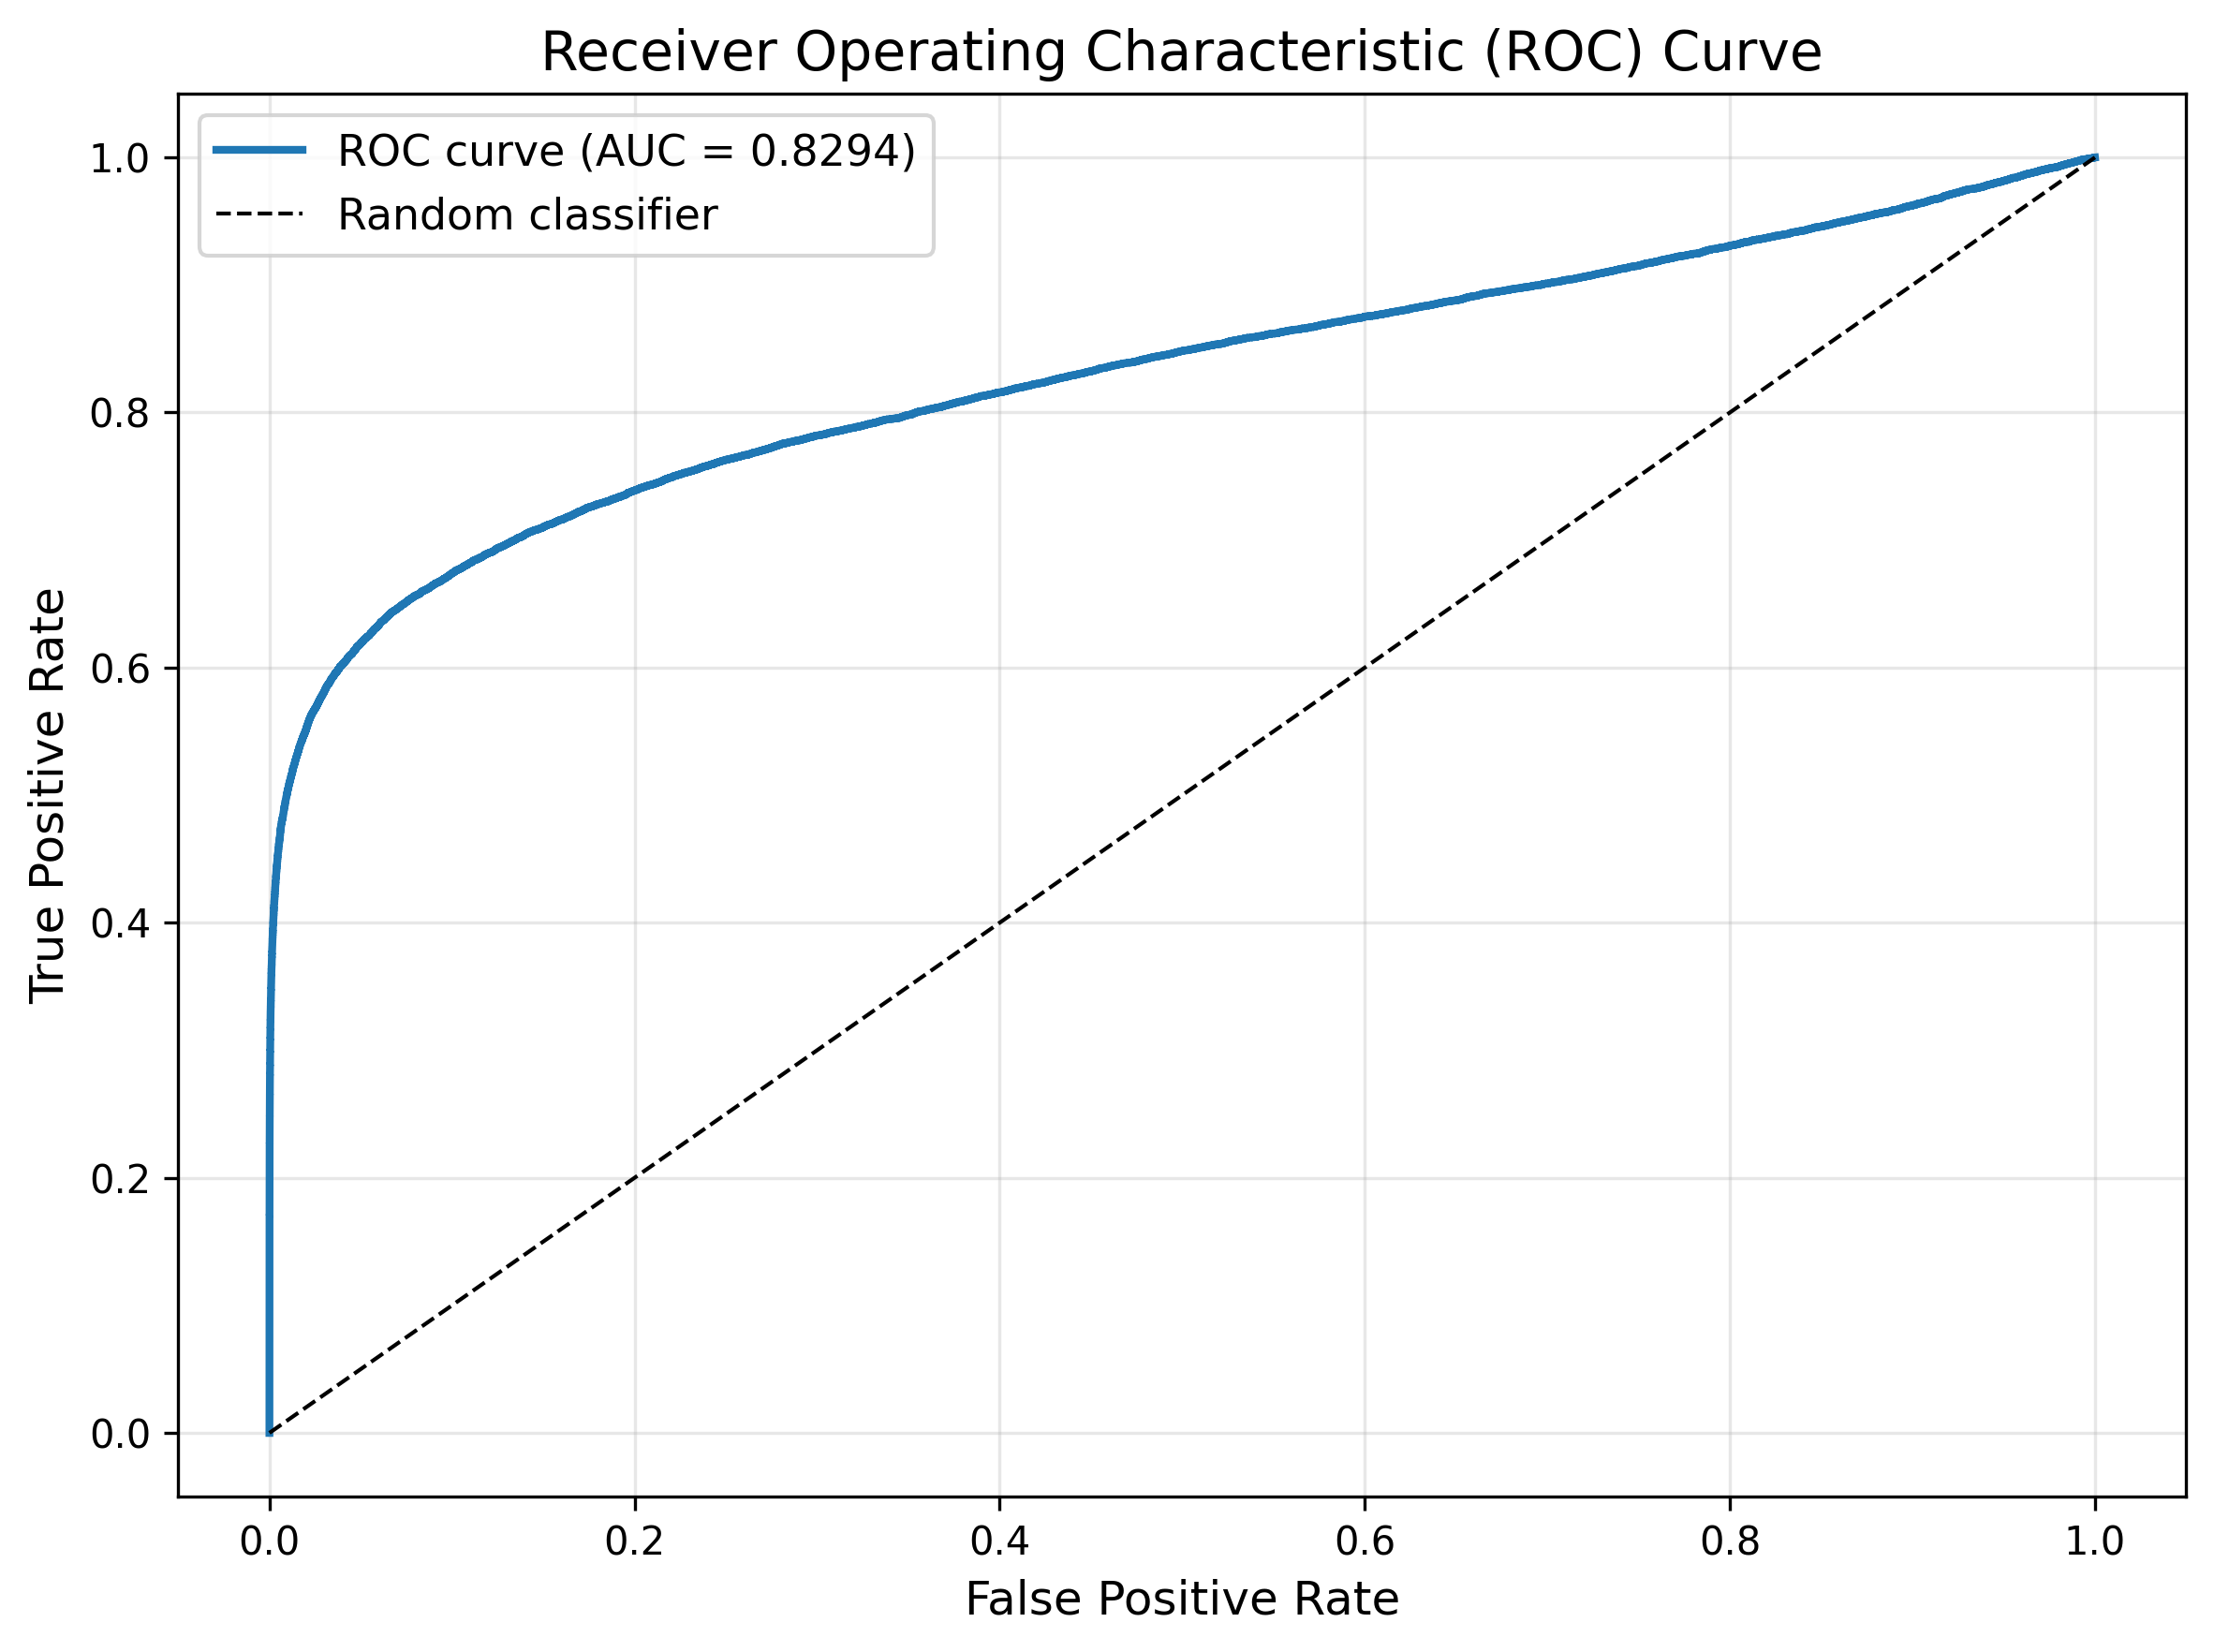 Receiver Operating Characteristic (ROC) Curve
ROC curve (AUC = 0.8294)
Random classifier
True Positive Rate
1.0
0.8
0.6
0.4
0.2
0.0
0.0 0.2 0.4 0.6 0.8 1.0
False Positive Rate